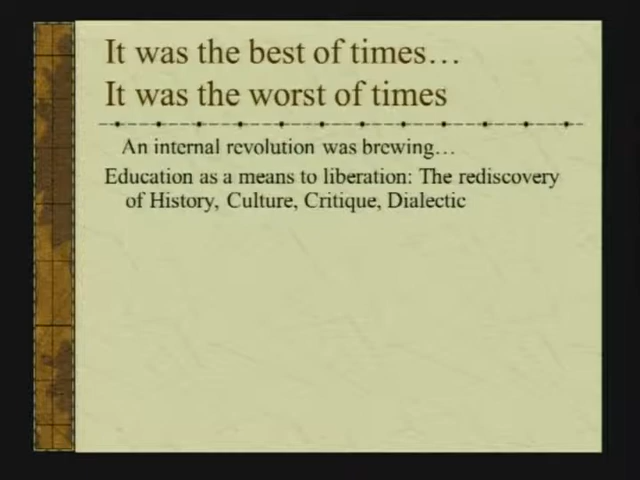 It was the best of times…
It was the worst of times
An internal revolution was brewing…
Education as a means to liberation: The rediscovery
of History, Culture, Critique, Dialectic